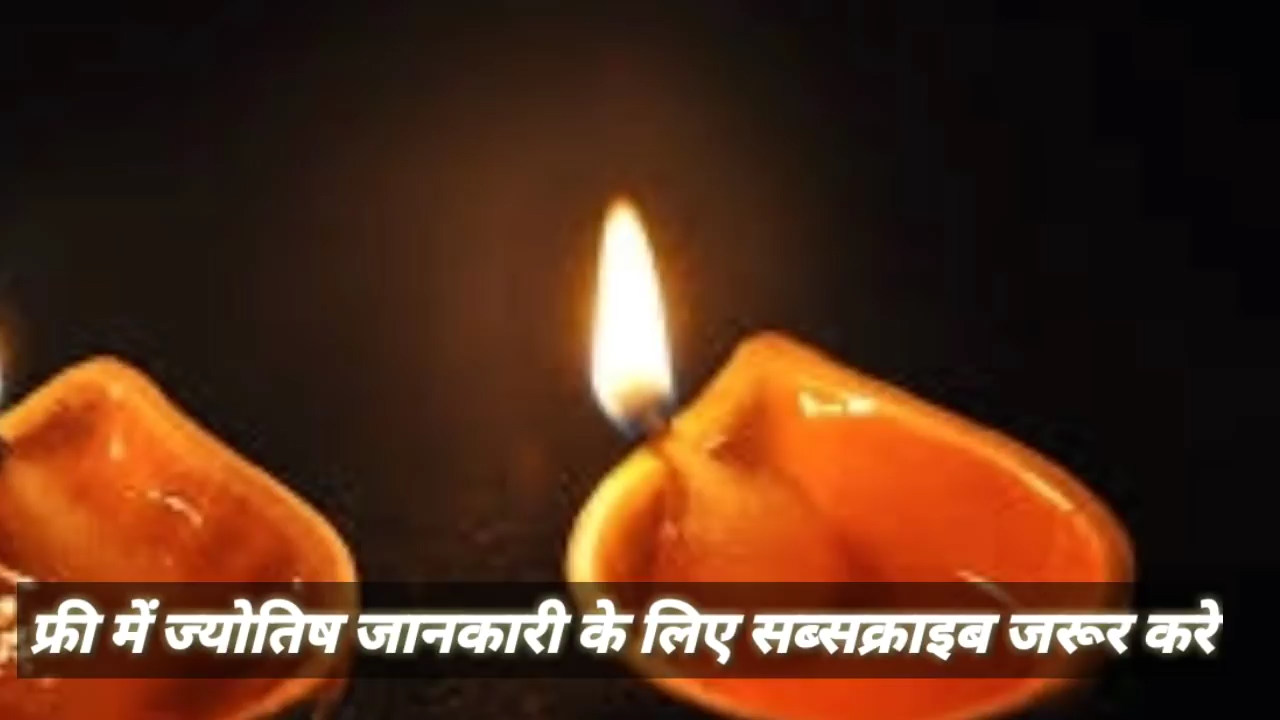 फ्री में ज्योतिष जानकारी के लिए सब्सक्राइब जरूर करे